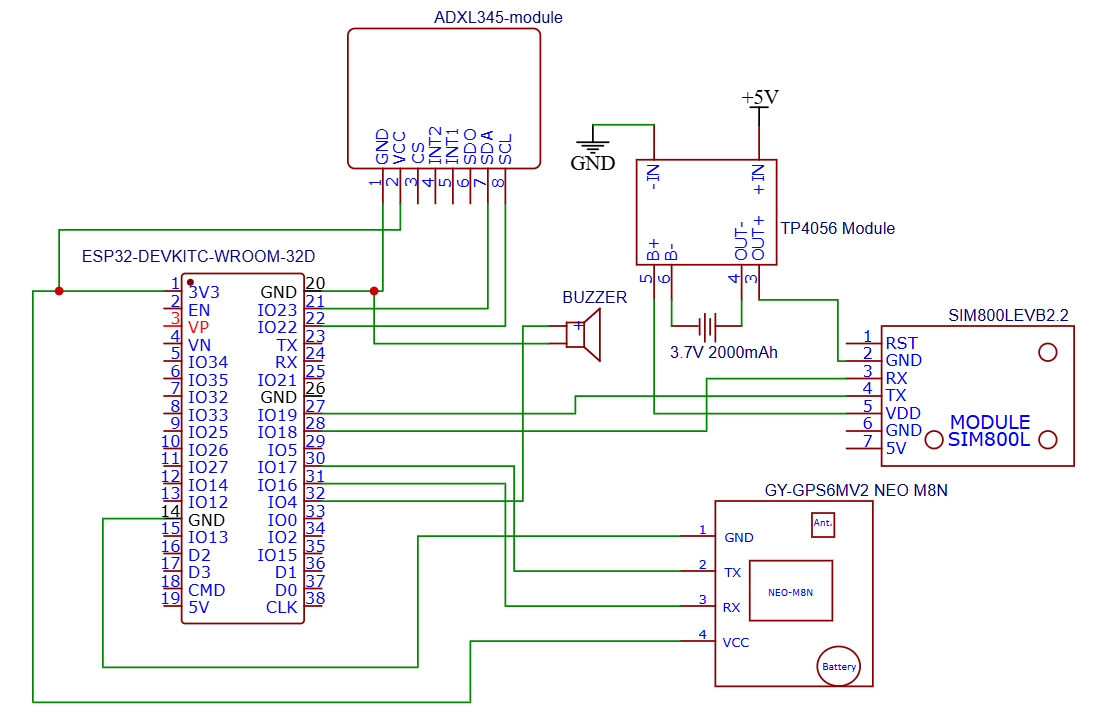 ADXL345-module
GND
VCC
CS
INT2
INT1
SDO
SDA
SCL
1
2
3
4
5
6
7
8
+5V
GND
-IN
+IN
B+
B-
OUT-
OUT+
5
6
4
3
TP4056 Module
3.7V 2000mAh
BUZZER
+
ESP32-DEVKITC-WROOM-32D
1 3V3
2 EN
3 VP
4 VN
5 IO34
6 IO35
7 IO32
8 IO33
9 IO25
10 IO26
11 IO27
12 IO14
13 IO12
14 GND
15 IO13
16 D2
17 D3
18 CMD
19 5V
GND 20
IO23 21
IO22 22
TX 23
RX 24
IO21 25
GND 26
IO19 27
IO18 28
IO5 29
IO17 30
IO16 31
IO4 32
IO0 33
IO2 34
IO15 35
D1 36
D0 37
CLK 38
SIM800LEVB2.2
1 RST
2 GND
3 RX
4 TX
5 VDD
6 GND
7 5V
MODULE
SIM800L
GY-GPS6MV2 NEO M8N
1 GND
2 TX
3 RX
4 VCC
Ant.
NEO-M8N
Battery